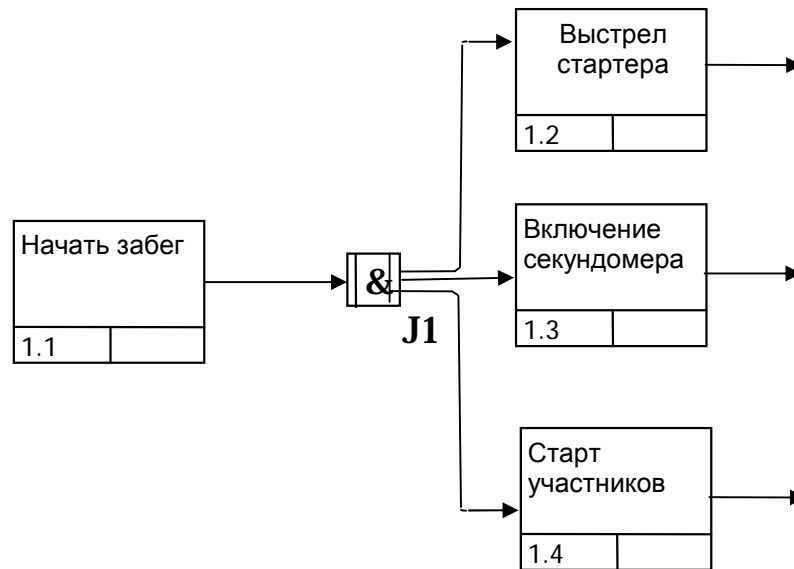 Выстрел
стартера
1.2
Начать забег
1.1
&
J1
Включение
секундомера
1.3
Старт
участников
1.4